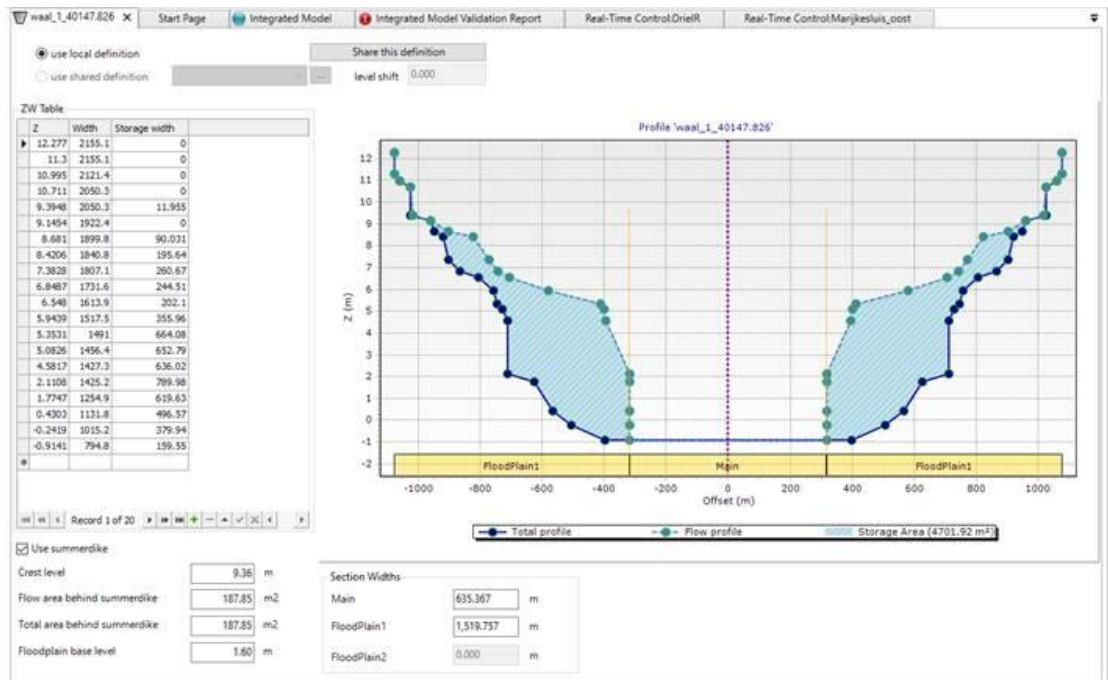 waal_1_40147.826 × Start Page Integrated Model Integrated Model Validation Report Real-Time Control:DrielR Real-Time Control:Marijkesluis_oost
use local definition Share this definition
use shared definition ... level shift 0.000
ZW Table
Z Width Storage width
12.277 2155.1 0
11.3 2155.1 0
10.995 2121.4 0
10.711 2050.3 0
9.3948 2050.3 11.955
9.1454 1922.4 0
8.681 1899.8 90.031
8.4206 1840.8 195.64
7.3828 1807.1 260.67
6.8487 1731.6 244.51
6.548 1613.9 202.1
5.9439 1517.5 355.96
5.3531 1491 664.08
5.0826 1456.4 652.79
4.5817 1427.3 636.02
2.1108 1425.2 789.98
1.7747 1254.9 619.63
0.4303 1131.8 496.57
-0.2419 1015.2 379.94
-0.9141 794.8 159.55
Record 1 of 20
Profile 'waal_1_40147.826'
12
11
10
9
8
7
6
5
4
3
2
1
0
-1
-2
Z (m)
FloodPlain1 Main FloodPlain1
-1000 -800 -600 -400 -200 0 200 400 600 800 1000
Offset (m)
Total profile Flow profile Storage Area (4701.92 m²)
Use summerdike
Crest level 9.36 m
Flow area behind summerdike 187.85 m2
Total area behind summerdike 187.85 m2
Floodplain base level 1.60 m
Section Widths
Main 635.367 m
FloodPlain1 1,519.757 m
FloodPlain2 0.000 m